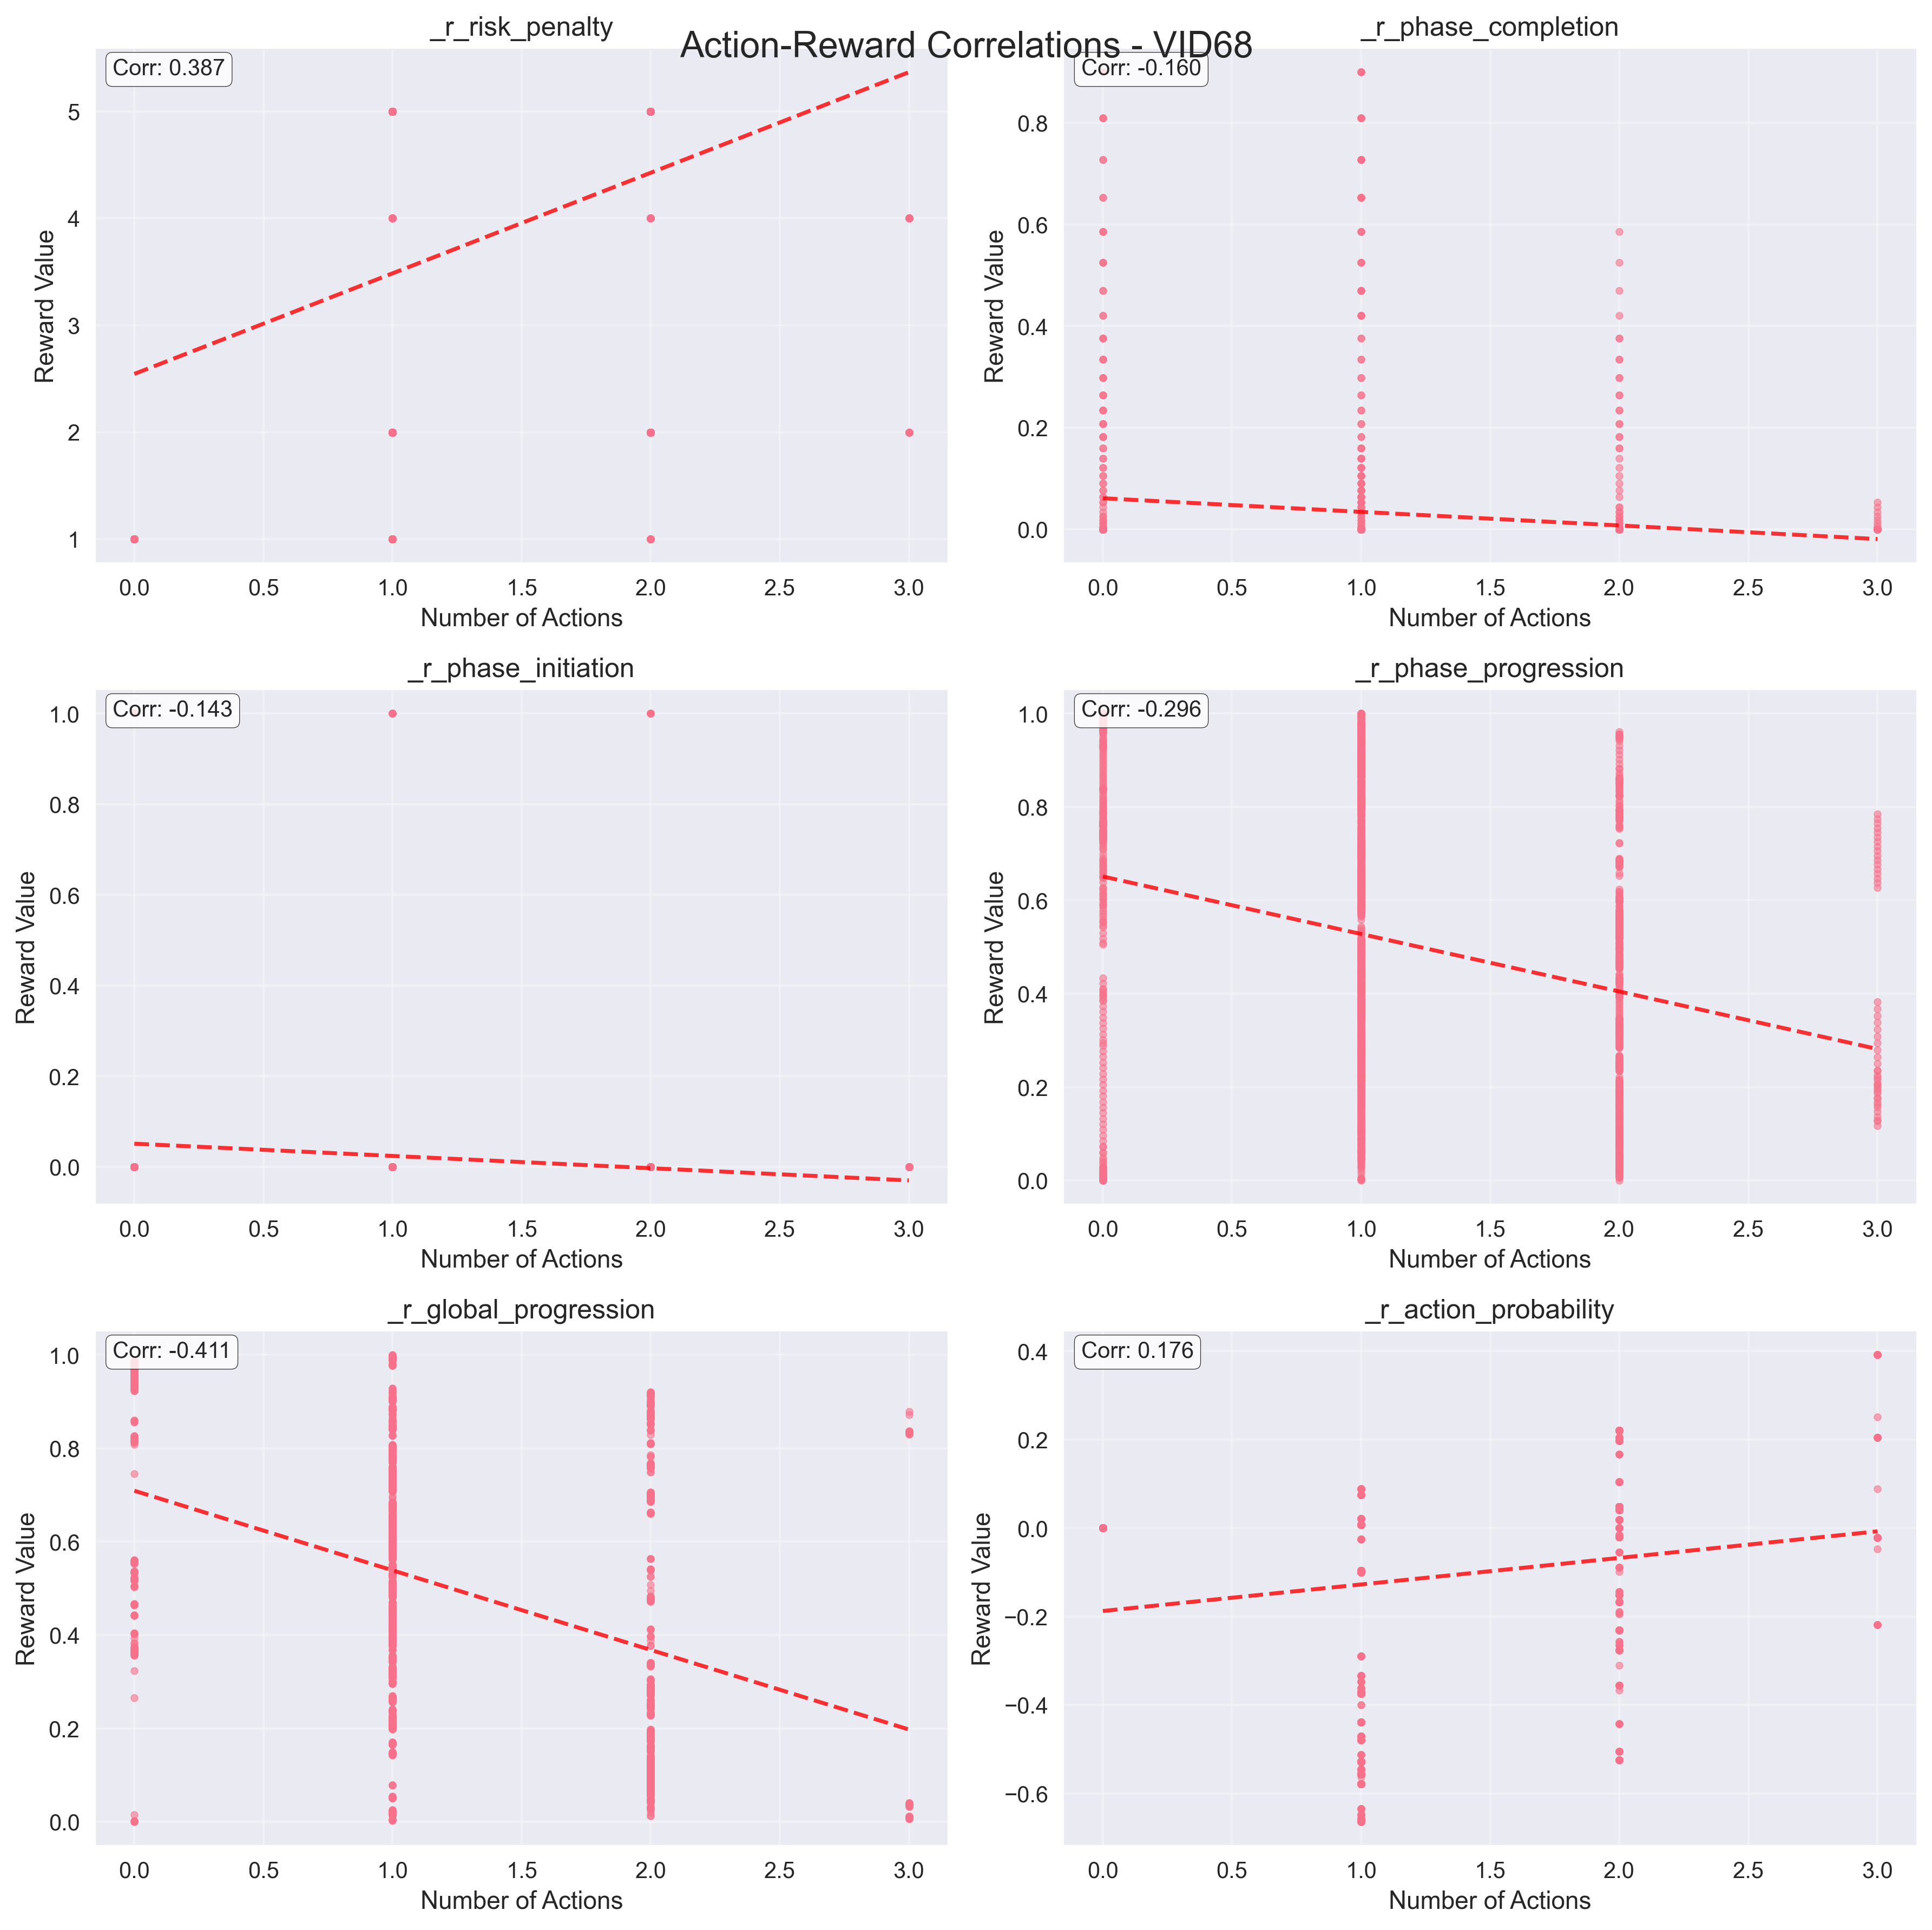 Action-Reward Correlations - VID68
_r_risk_penalty
Corr: 0.387
Reward Value
5
4
3
2
1
0.0 0.5 1.0 1.5 2.0 2.5 3.0
Number of Actions
_r_phase_completion
Corr: -0.160
Reward Value
0.8
0.6
0.4
0.2
0.0
0.0 0.5 1.0 1.5 2.0 2.5 3.0
Number of Actions
_r_phase_initiation
Corr: -0.143
Reward Value
1.0
0.8
0.6
0.4
0.2
0.0
0.0 0.5 1.0 1.5 2.0 2.5 3.0
Number of Actions
_r_phase_progression
Corr: -0.296
Reward Value
1.0
0.8
0.6
0.4
0.2
0.0
0.0 0.5 1.0 1.5 2.0 2.5 3.0
Number of Actions
_r_global_progression
Corr: -0.411
Reward Value
1.0
0.8
0.6
0.4
0.2
0.0
0.0 0.5 1.0 1.5 2.0 2.5 3.0
Number of Actions
_r_action_probability
Corr: 0.176
Reward Value
0.4
0.2
0.0
−0.2
−0.4
−0.6
0.0 0.5 1.0 1.5 2.0 2.5 3.0
Number of Actions